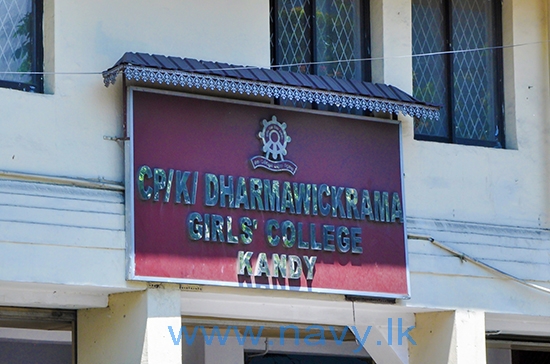 CP/K/ DHARMAWICKRAMA
GIRLS' COLLEGE
KANDY
www.navy.lk